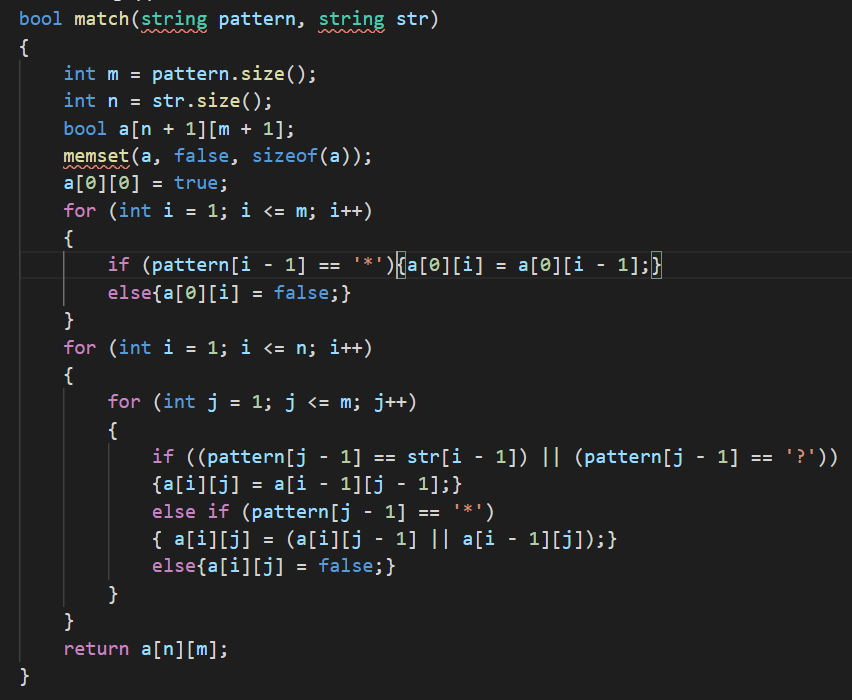 bool match(string pattern, string str)
{
    int m = pattern.size();
    int n = str.size();
    bool a[n + 1][m + 1];
    memset(a, false, sizeof(a));
    a[0][0] = true;
    for (int i = 1; i <= m; i++)
    {
        if (pattern[i - 1] == '*'){a[0][i] = a[0][i - 1];}
        else{a[0][i] = false;}
    }
    for (int i = 1; i <= n; i++)
    {
        for (int j = 1; j <= m; j++)
        {
            if ((pattern[j - 1] == str[i - 1]) || (pattern[j - 1] == '?'))
            {a[i][j] = a[i - 1][j - 1];}
            else if (pattern[j - 1] == '*')
            { a[i][j] = (a[i][j - 1] || a[i - 1][j]);}
            else{a[i][j] = false;}
        }
    }
    return a[n][m];
}